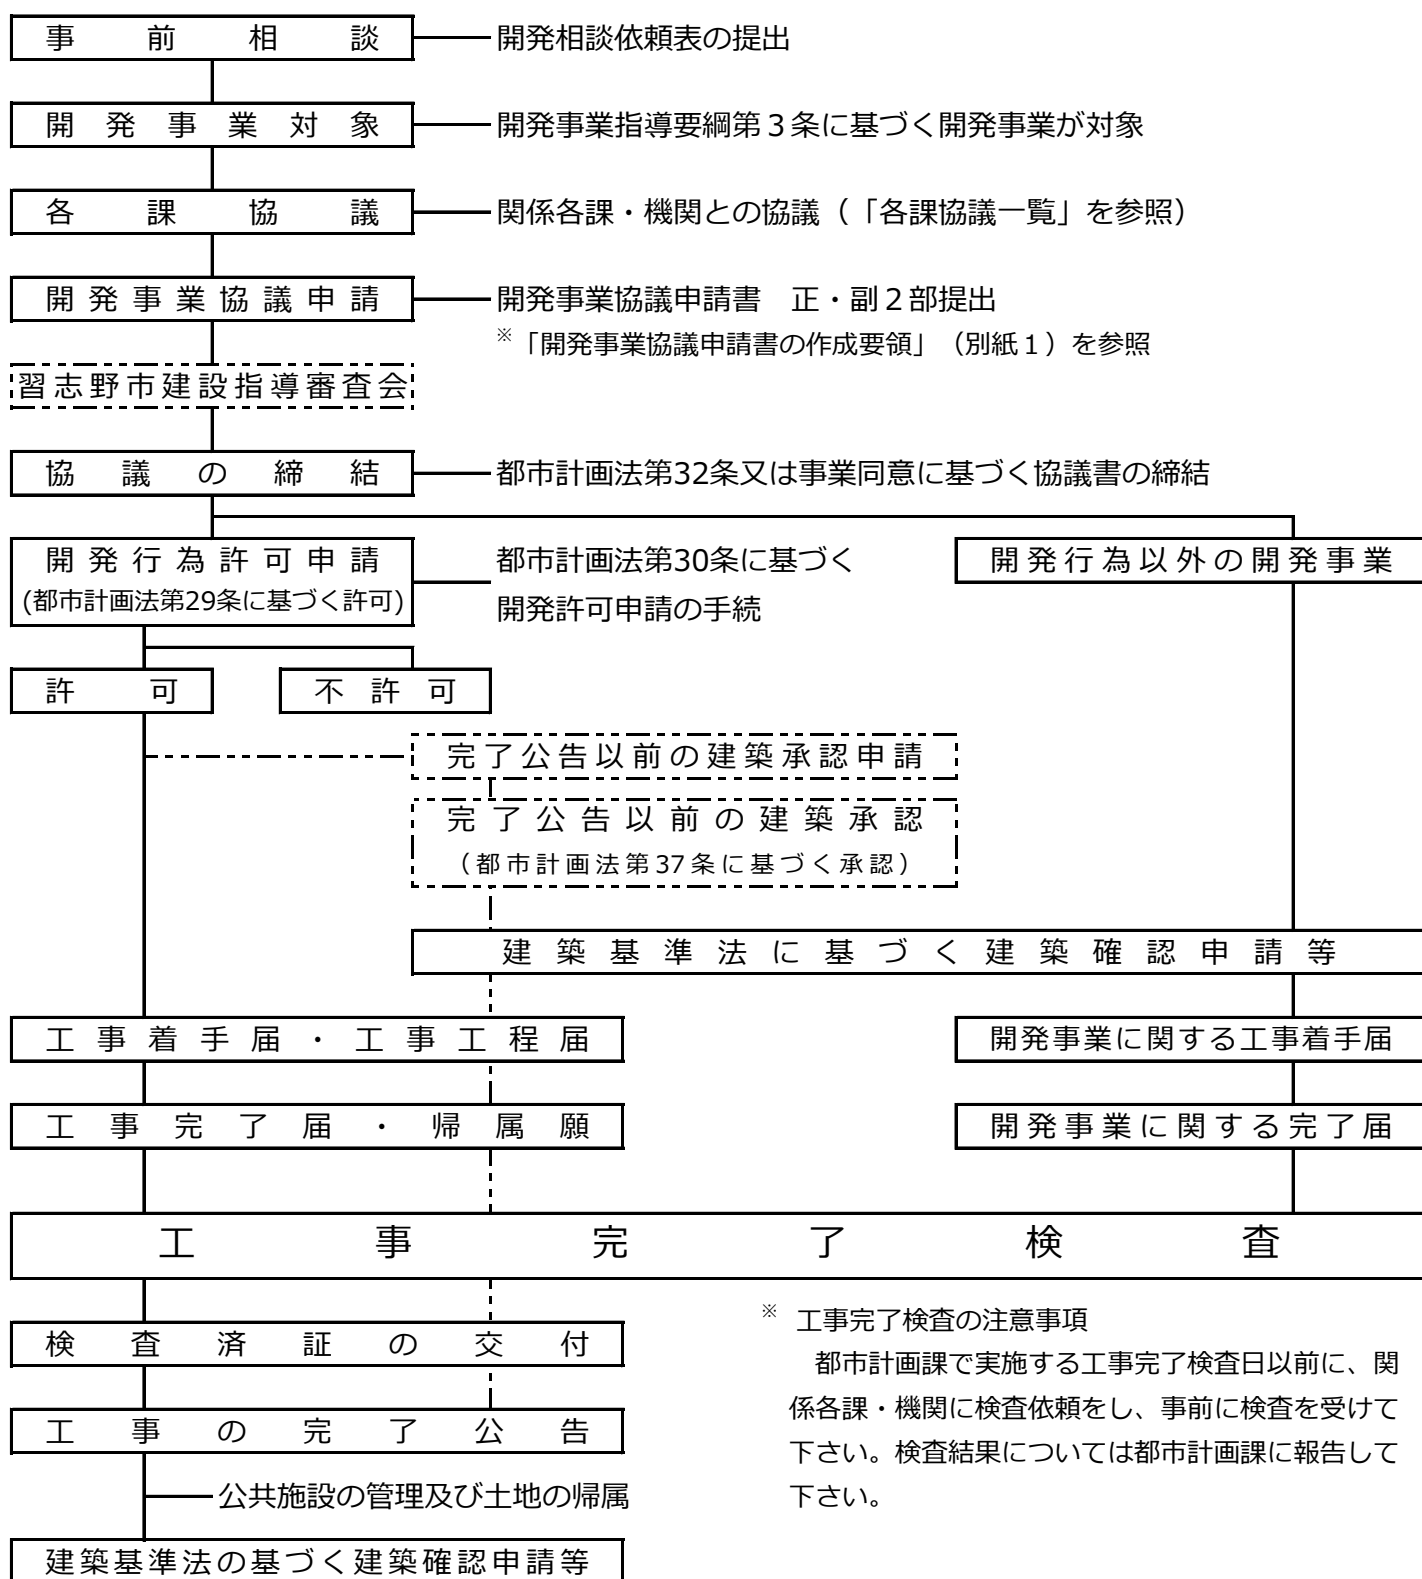 事前相談
開発相談依頼表の提出
開発事業対象
開発事業指導要綱第３条に基づく開発事業が対象
各課協議
関係各課・機関との協議（「各課協議一覧」を参照）
開発事業協議申請
開発事業協議申請書　正・副２部提出
※「開発事業協議申請書の作成要領」（別紙１）を参照
習志野市建設指導審査会
協議の締結
都市計画法第32条又は事業同意に基づく協議書の締結
開発行為許可申請
(都市計画法第29条に基づく許可)
都市計画法第30条に基づく
開発許可申請の手続
開発行為以外の開発事業
許可
不許可
完了公告以前の建築承認申請
完了公告以前の建築承認
（都市計画法第37条に基づく承認）
建築基準法に基づく建築確認申請等
工事着手届・工事工程届
開発事業に関する工事着手届
工事完了届・帰属願
開発事業に関する完了届
工事完了検査
検査済証の交付
工事の完了公告
公共施設の管理及び土地の帰属
建築基準法の基づく建築確認申請等
※　工事完了検査の注意事項
都市計画課で実施する工事完了検査日以前に、関
係各課・機関に検査依頼をし、事前に検査を受けて
下さい。検査結果については都市計画課に報告して
下さい。